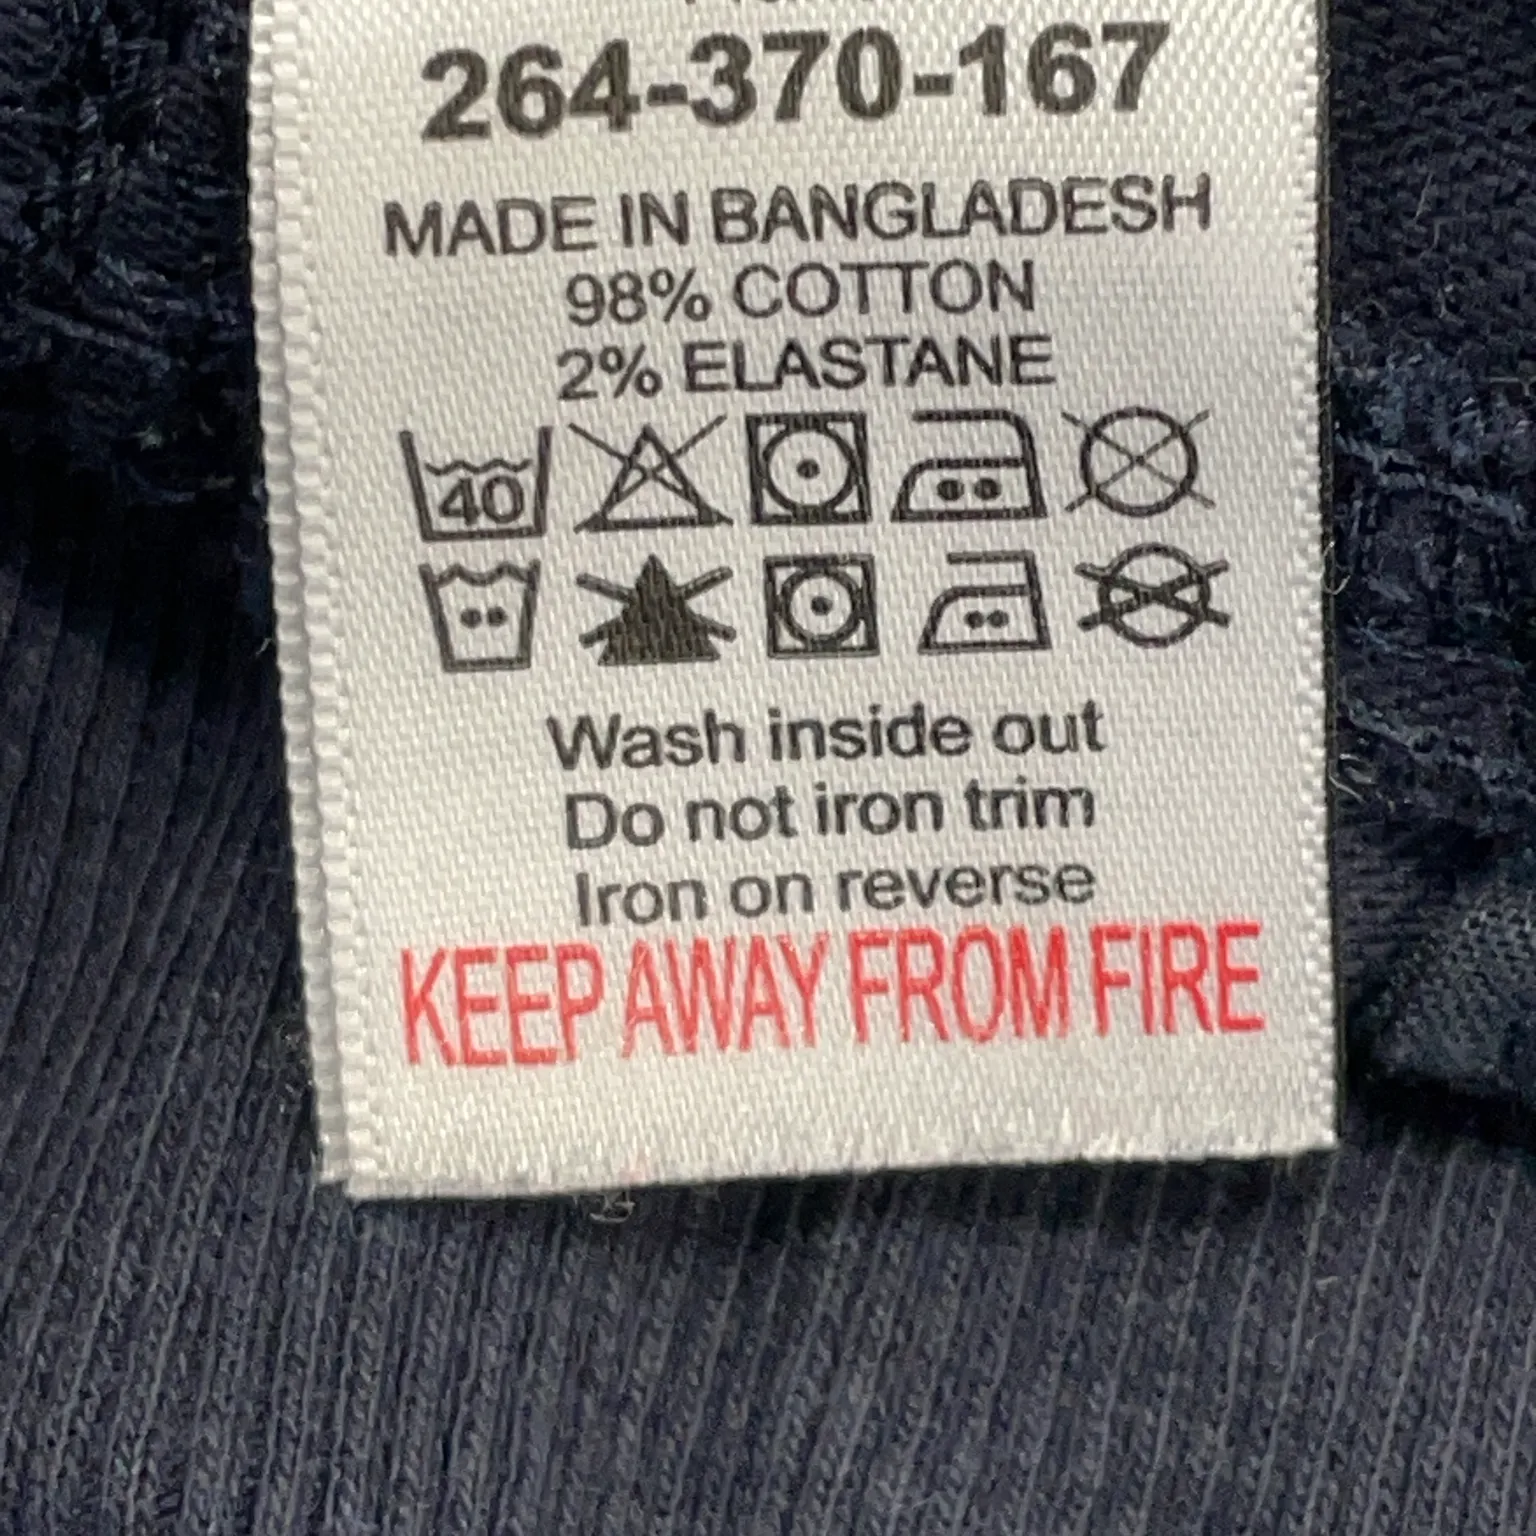 264-370-167
MADE IN BANGLADESH
98% COTTON
2% ELASTANE
40
Wash inside out
Do not iron trim
Iron on reverse
KEEP AWAY FROM FIRE